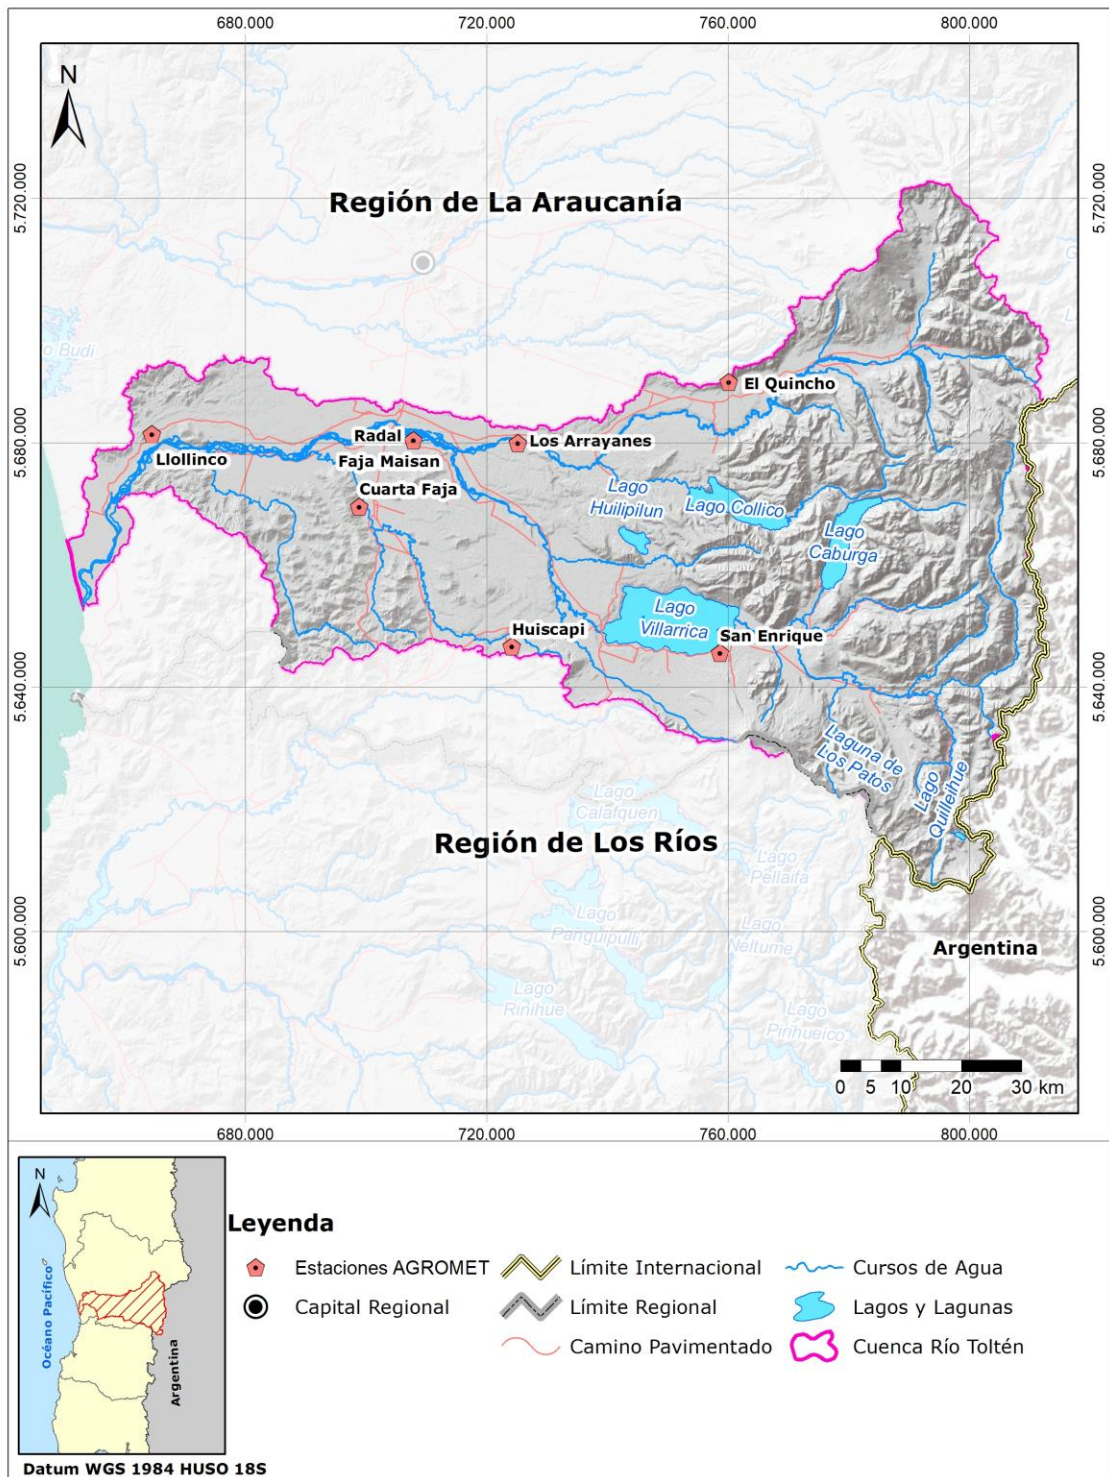 680.000
720.000
760.000
800.000
N
5.720.000
5.720.000
Región de La Araucanía
Budi
El Quincho
5.680.000
5.680.000
Radal
Los Arrayanes
Llollinco
Faja Maisan
Cuarta Faja
Lago
Huilipilun
Lago Collico
Lago
Caburga
Lago
Villarrica
Huiscapi
San Enrique
5.640.000
5.640.000
Laguna de
Los Patos
Lago
Quilleihue
Lago
Calafquen
Región de Los Ríos
Lago
Pellaifa
Lago
Panguipulli
Lago
Neltume
5.600.000
5.600.000
Argentina
Lago
Rinihue
Lago
Pirihueico
0 5 10 20 30 km
680.000
720.000
760.000
800.000
N
Océano Pacífico
Argentina
Leyenda
Estaciones AGROMET
Límite Internacional
Cursos de Agua
Capital Regional
Límite Regional
Lagos y Lagunas
Camino Pavimentado
Cuenca Río Toltén
Datum WGS 1984 HUSO 18S